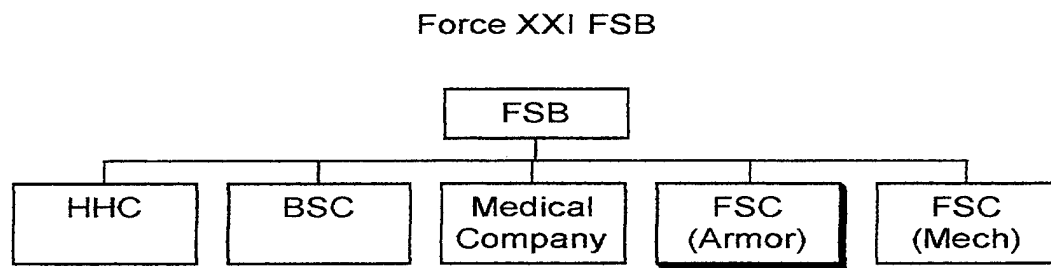 Force XXI FSB
FSB
HHC
BSC
Medical
Company
FSC
(Armor)
FSC
(Mech)